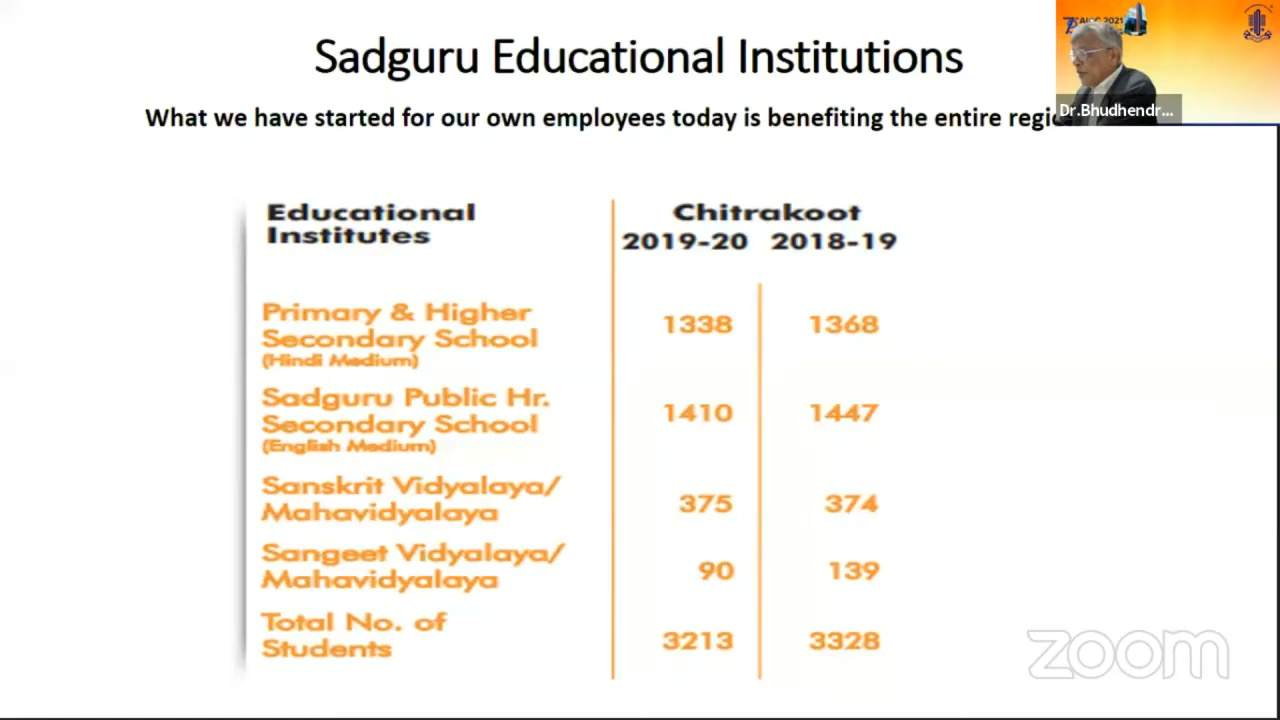 Sadguru Educational Institutions
What we have started for our own employees today is benefiting the entire
2021
Dr.Bhudhendr...
Educational
Institutes
Chitrakoot
2019-20 2018-19
Primary & Higher
Secondary School
(Hindi Medium)
1338 1368
Sadguru Public Hr.
Secondary School
(English Medium)
1410 1447
Sanskrit Vidyalaya/
Mahavidyalaya
375 374
Sangeet Vidyalaya/
Mahavidyalaya
90 139
Total No. of
Students
3213 3328
zoom